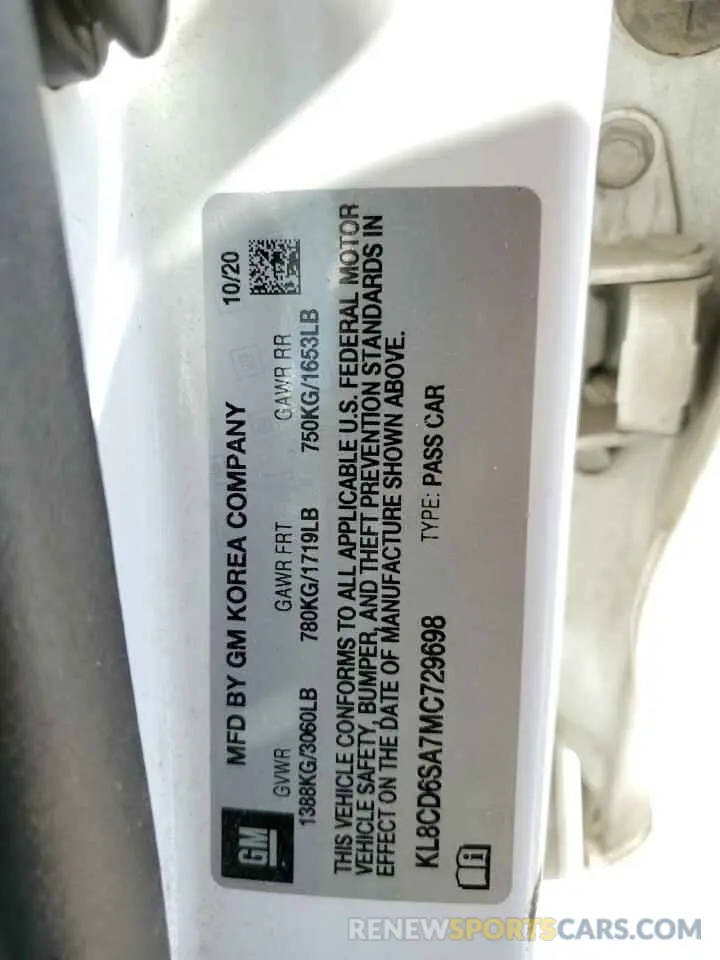 GM
MFD BY GM KOREA COMPANY 10/20
GVWR GAWR FRT GAWR RR
1388KG/3060LB 780KG/1719LB 750KG/1653LB
THIS VEHICLE CONFORMS TO ALL APPLICABLE U.S. FEDERAL MOTOR
VEHICLE SAFETY, BUMPER, AND THEFT PREVENTION STANDARDS IN
EFFECT ON THE DATE OF MANUFACTURE SHOWN ABOVE.
KL8CD6SA7MC729698 TYPE: PASS CAR
RENEWSPORTSCARS.COM